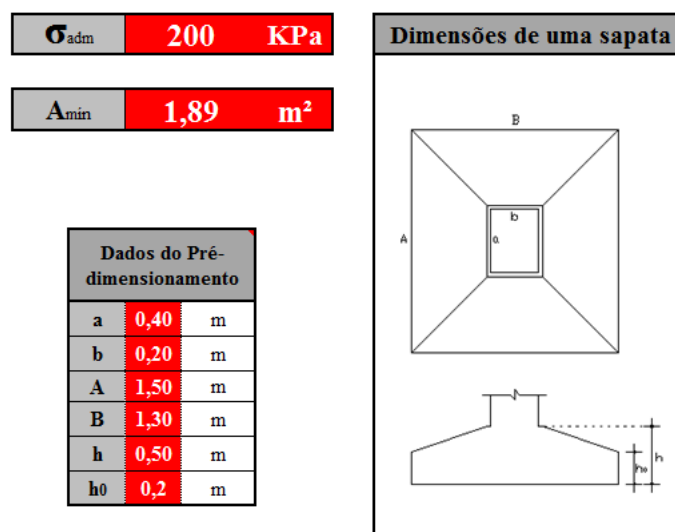 σadm 200 KPa
Amin 1,89 m²
Dados do Pré-
dimensionamento
a 0,40 m
b 0,20 m
A 1,50 m
B 1,30 m
h 0,50 m
h0 0,2 m
Dimensões de uma sapata
B
b
a
A
h
h₀